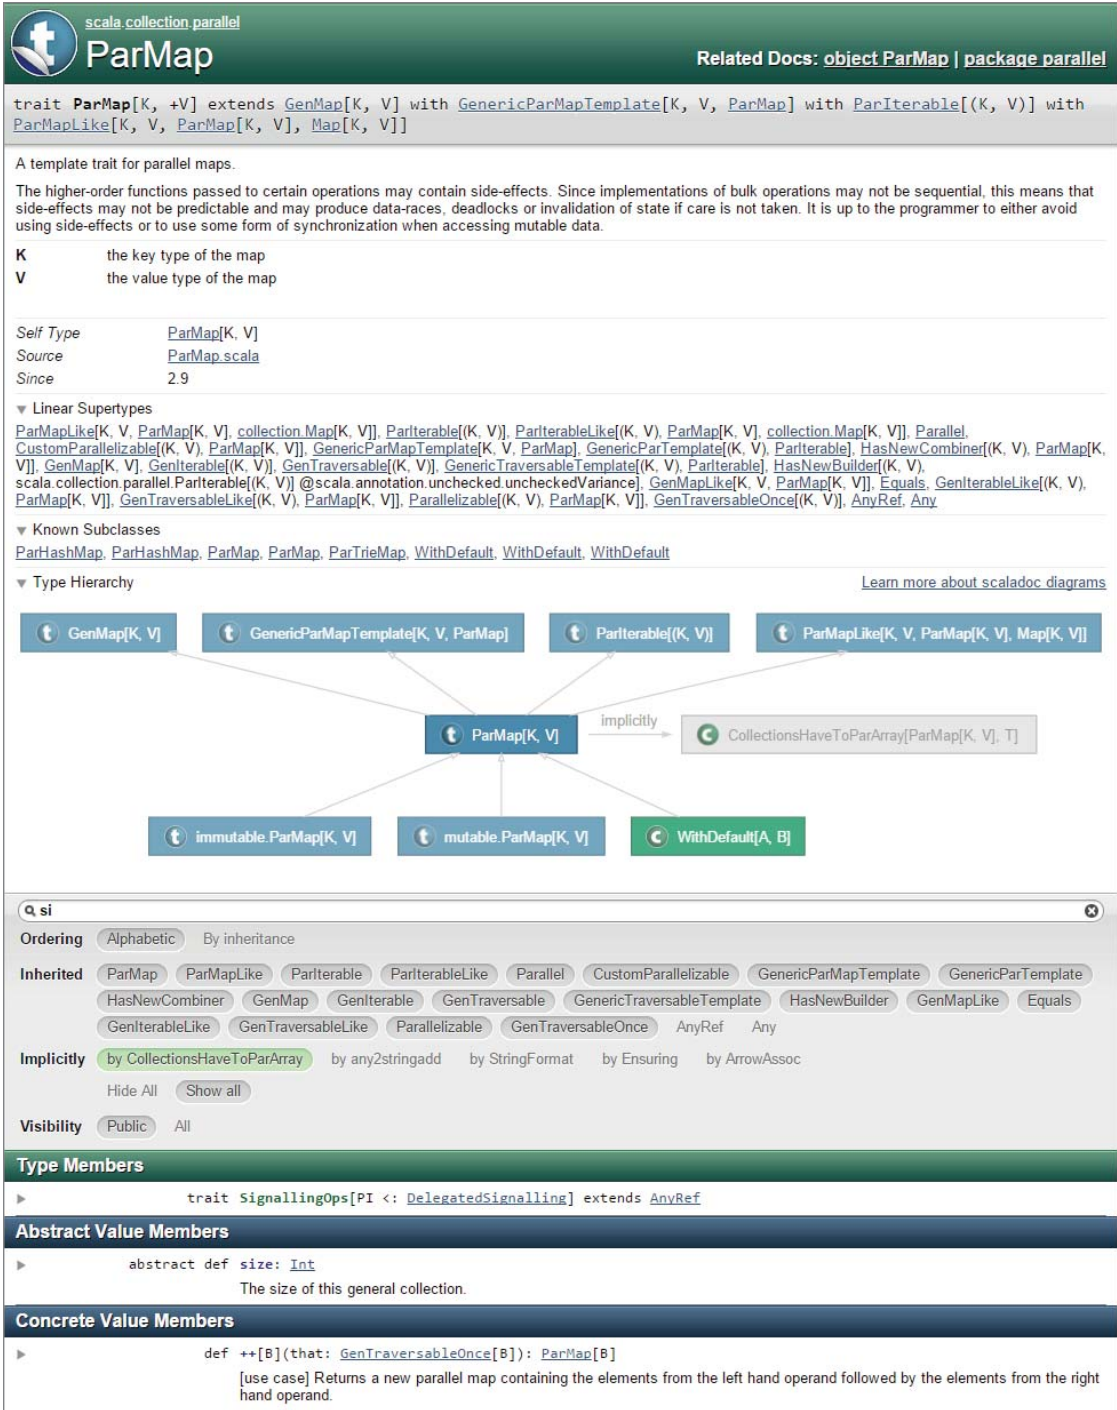 scala.collection.parallel
ParMap
Related Docs: object ParMap | package parallel
trait ParMap[K, +V] extends GenMap[K, V] with GenericParMapTemplate[K, V, ParMap] with ParIterable[(K, V)] with
ParMapLike[K, V, ParMap[K, V], Map[K, V]]
A template trait for parallel maps.
The higher-order functions passed to certain operations may contain side-effects. Since implementations of bulk operations may not be sequential, this means that
side-effects may not be predictable and may produce data-races, deadlocks or invalidation of state if care is not taken. It is up to the programmer to either avoid
using side-effects or to use some form of synchronization when accessing mutable data.
K the key type of the map
V the value type of the map
Self Type ParMap[K, V]
Source ParMap.scala
Since 2.9
Linear Supertypes
ParMapLike[K, V, ParMap[K, V], collection.Map[K, V]], ParIterable[(K, V)], ParIterableLike[(K, V), ParMap[K, V], collection.Map[K, V]], Parallel,
CustomParallelizable[(K, V), ParMap[K, V]], GenericParMapTemplate[K, V, ParMap], GenericParTemplate[(K, V), ParIterable], HasNewCombiner[(K, V), ParMap[K,
V]], GenMap[K, V], GenIterable[(K, V)], GenTraversable[(K, V)], GenericTraversableTemplate[(K, V), ParIterable], HasNewBuilder[(K, V),
scala.collection.parallel.ParIterable[(K, V)] @scala.annotation.unchecked.uncheckedVariance], GenMapLike[K, V, ParMap[K, V]], Equals, GenIterableLike[(K, V),
ParMap[K, V]], GenTraversableLike[(K, V), ParMap[K, V]], Parallelizable[(K, V), ParMap[K, V]], GenTraversableOnce[(K, V)], AnyRef, Any
Known Subclasses
ParHashMap, ParHashMap, ParMap, ParMap, ParTrieMap, WithDefault, WithDefault, WithDefault
Type Hierarchy Learn more about scaladoc diagrams
t GenMap[K, V] t GenericParMapTemplate[K, V, ParMap] t ParIterable[(K, V)] t ParMapLike[K, V, ParMap[K, V], Map[K, V]]
implicitly
t ParMap[K, V] C CollectionsHaveToParArray[ParMap[K, V], T]
t immutable.ParMap[K, V] t mutable.ParMap[K, V] C WithDefault[A, B]
si
Ordering Alphabetic By inheritance
Inherited ParMap ParMapLike ParIterable ParIterableLike Parallel CustomParallelizable GenericParMapTemplate GenericParTemplate
HasNewCombiner GenMap GenIterable GenTraversable GenericTraversableTemplate HasNewBuilder GenMapLike Equals
GenIterableLike GenTraversableLike Parallelizable GenTraversableOnce AnyRef Any
Implicitly by CollectionsHaveToParArray by any2stringadd by StringFormat by Ensuring by ArrowAssoc
Hide All Show all
Visibility Public All
Type Members
trait SignallingOps[PI <: DelegatedSignalling] extends AnyRef
Abstract Value Members
abstract def size: Int
The size of this general collection.
Concrete Value Members
def ++[B](that: GenTraversableOnce[B]): ParMap[B]
[use case] Returns a new parallel map containing the elements from the left hand operand followed by the elements from the right
hand operand.